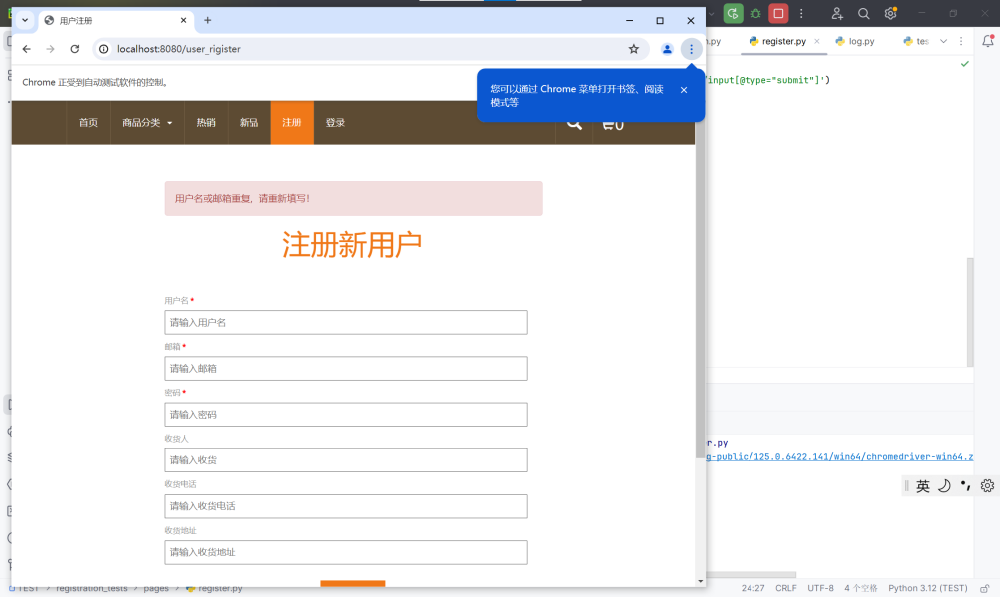 用户注册
localhost:8080/user_rigister
Chrome 正受到自动测试软件的控制。
您可以通过 Chrome 菜单打开书签、阅读
模式等
首页 商品分类 热销 新品 注册 登录
0
用户名或邮箱重复，请重新填写！
注册新用户
用户名 *
请输入用户名
邮箱 *
请输入邮箱
密码 *
请输入密码
收货人
请输入收货
收货电话
请输入收货电话
收货地址
请输入收货地址
n.py register.py log.py tes
input[@type="submit"]')
r.py
g-public/125.0.6422.141/win64/chromedriver-win64.z
英
TEST > registration_tests > pages > register.py
24:27 CRLF UTF-8 4 个空格 Python 3.12 (TEST)